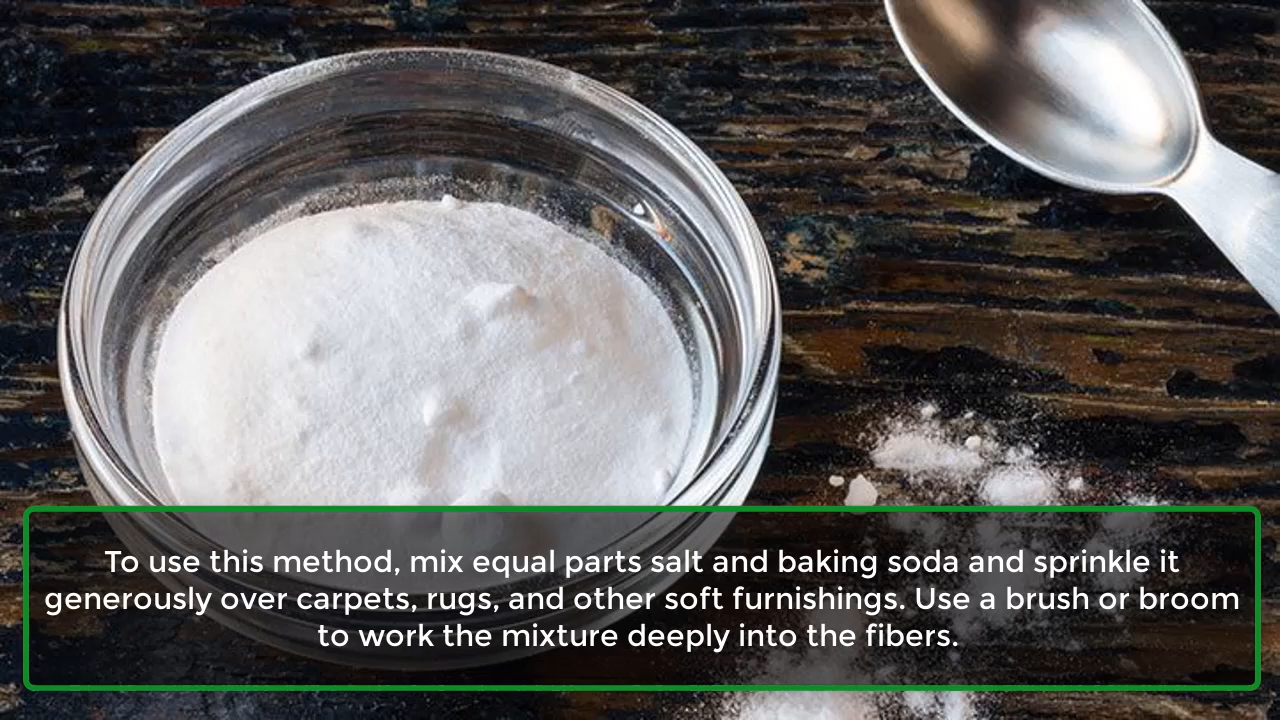 To use this method, mix equal parts salt and baking soda and sprinkle it
generously over carpets, rugs, and other soft furnishings. Use a brush or broom
to work the mixture deeply into the fibers.